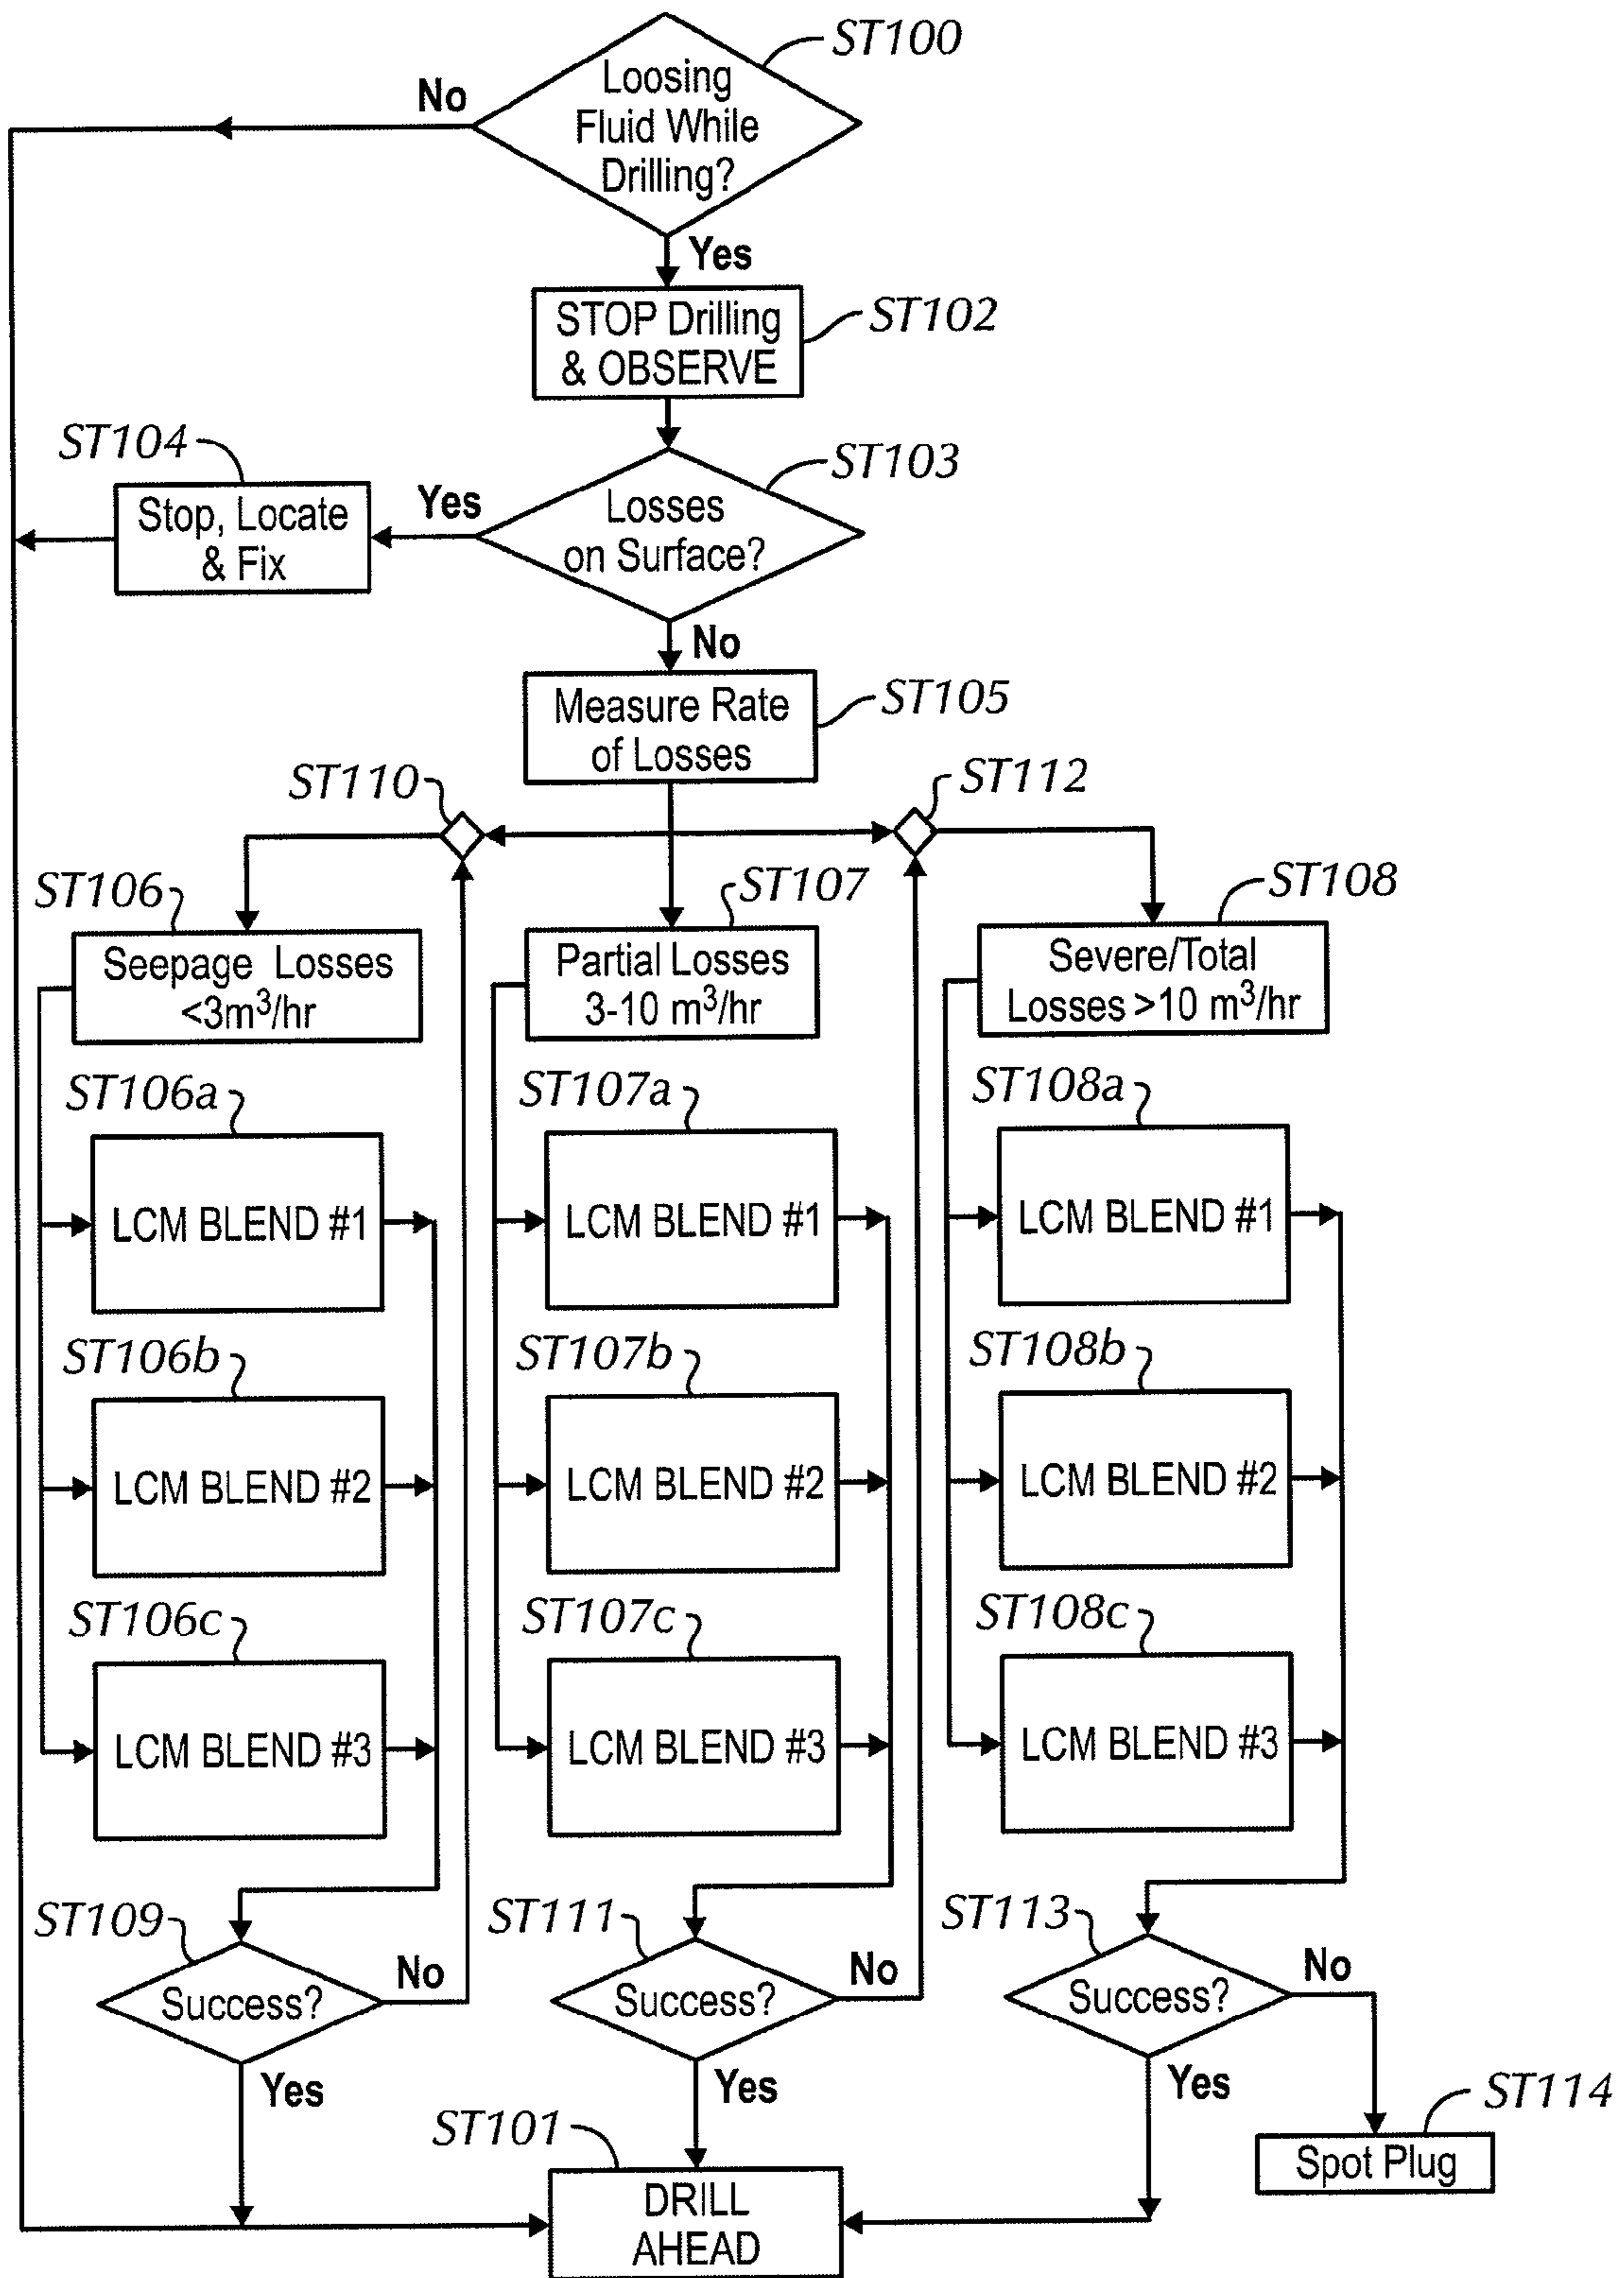 ST100
Loosing
Fluid While
Drilling?
No
Yes
STOP Drilling
& OBSERVE
ST102
ST104
ST103
Stop, Locate
& Fix
Yes
Losses
on Surface?
No
Measure Rate
of Losses
ST105
ST110
ST112
ST106
ST107
ST108
Seepage Losses
<3m³/hr
Partial Losses
3-10 m³/hr
Severe/Total
Losses >10 m³/hr
ST106a
ST107a
ST108a
LCM BLEND #1
LCM BLEND #1
LCM BLEND #1
ST106b
ST107b
ST108b
LCM BLEND #2
LCM BLEND #2
LCM BLEND #2
ST106c
ST107c
ST108c
LCM BLEND #3
LCM BLEND #3
LCM BLEND #3
ST109
ST111
ST113
Success?
No
Success?
No
Success?
No
Yes
Yes
Yes
ST101
ST114
Spot Plug
DRILL
AHEAD